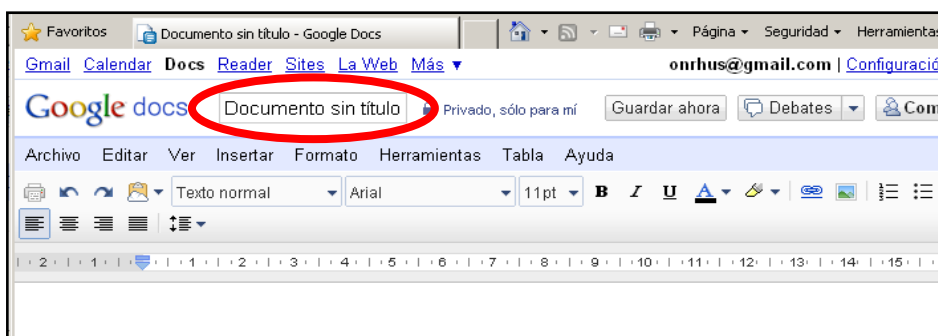 Favoritos Documento sin títul - Google Docs Página Seguridad Herramientas
Gmail Calendar Docs Reader Sites La Web Más ▼ onrhus@gmail.com | Configuració
Google docs Documento sin título Privado, sólo para mí Guardar ahora Debates Com
Archivo Editar Ver Insertar Formato Herramientas Tabla Ayuda
Texto normal Arial 11pt B I U A
2 1 1 2 3 4 5 6 7 8 9 10 11 12 13 14 15